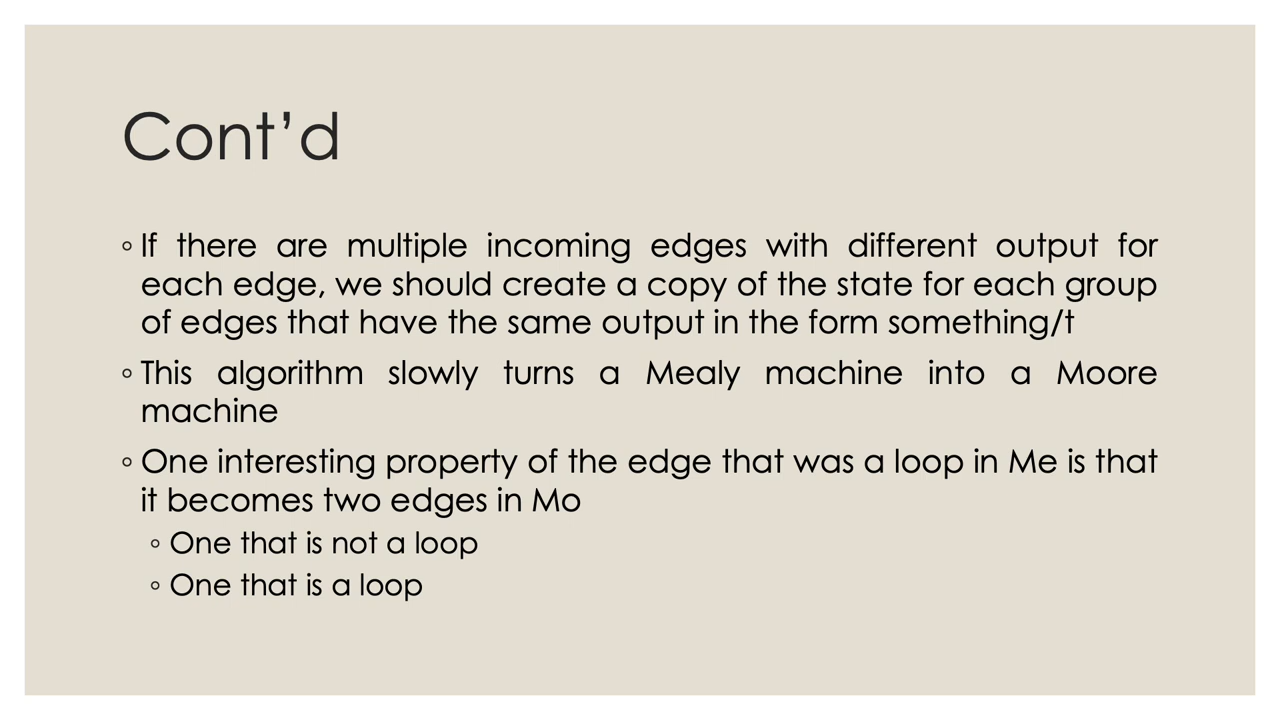 Cont’d
◦ If there are multiple incoming edges with different output for
each edge, we should create a copy of the state for each group
of edges that have the same output in the form something/t
◦ This algorithm slowly turns a Mealy machine into a Moore
machine
◦ One interesting property of the edge that was a loop in Me is that
it becomes two edges in Mo
◦ One that is not a loop
◦ One that is a loop